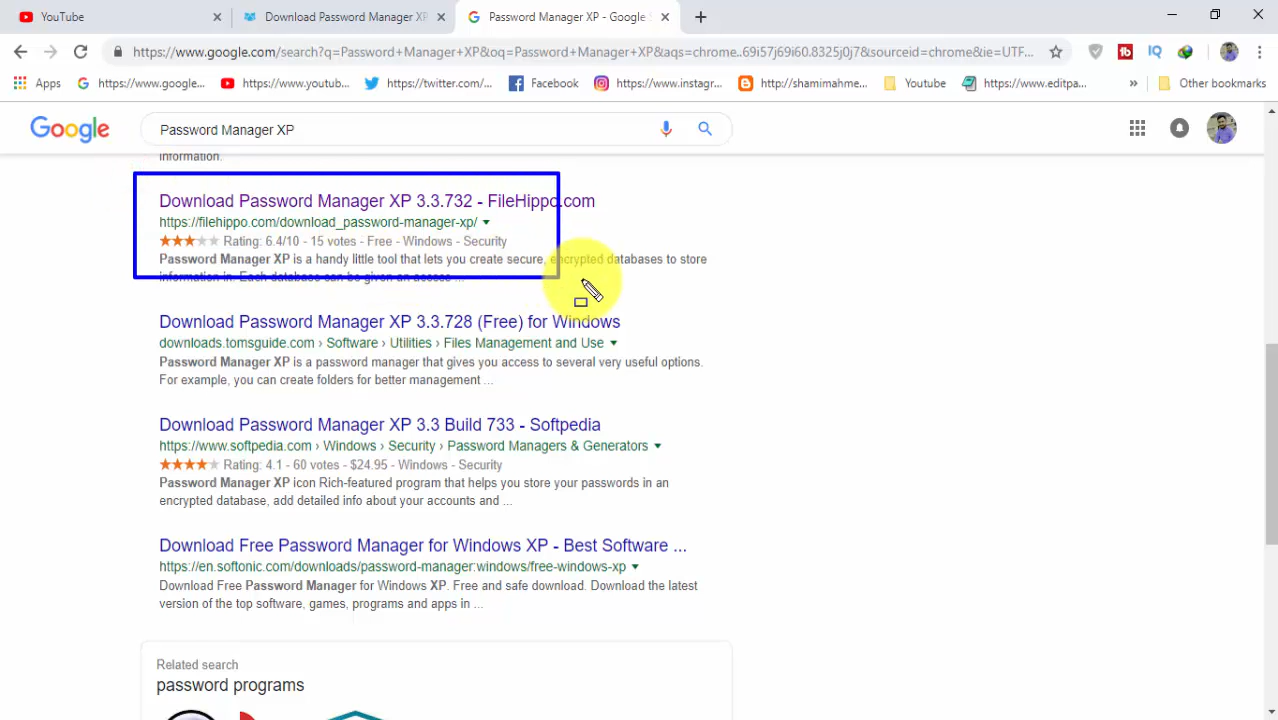 YouTube
Download Password Manager XP
Password Manager XP - Google S
https://www.google.com/search?q=Password+Manager+XP&oq=Password+Manager+XP&aqs=chrome..69i57j69i60.8325j0j7&sourceid=chrome&ie=UTF...
Apps
https://www.google...
https://www.youtub...
https://twitter.com/...
Facebook
https://www.instagr...
http://shamimahme...
Youtube
https://www.editpa...
»
Other bookmarks
Google
Password Manager XP
information.
Download Password Manager XP 3.3.732 - FileHippo.com
https://filehippo.com/download_password-manager-xp/
Rating: 6.4/10 - 15 votes - Free - Windows - Security
Password Manager XP is a handy little tool that lets you create secure, encrypted databases to store
information in. Each database can be given an access ...
Download Password Manager XP 3.3.728 (Free) for Windows
downloads.tomsguide.com › Software › Utilities › Files Management and Use
Password Manager XP is a password manager that gives you access to several very useful options.
For example, you can create folders for better management ...
Download Password Manager XP 3.3 Build 733 - Softpedia
https://www.softpedia.com › Windows › Security › Password Managers & Generators
Rating: 4.1 - 60 votes - $24.95 - Windows - Security
Password Manager XP icon Rich-featured program that helps you store your passwords in an
encrypted database, add detailed info about your accounts and ...
Download Free Password Manager for Windows XP - Best Software ...
https://en.softonic.com/downloads/password-manager:windows/free-windows-xp
Download Free Password Manager for Windows XP. Free and safe download. Download the latest
version of the top software, games, programs and apps in ...
Related search
password programs